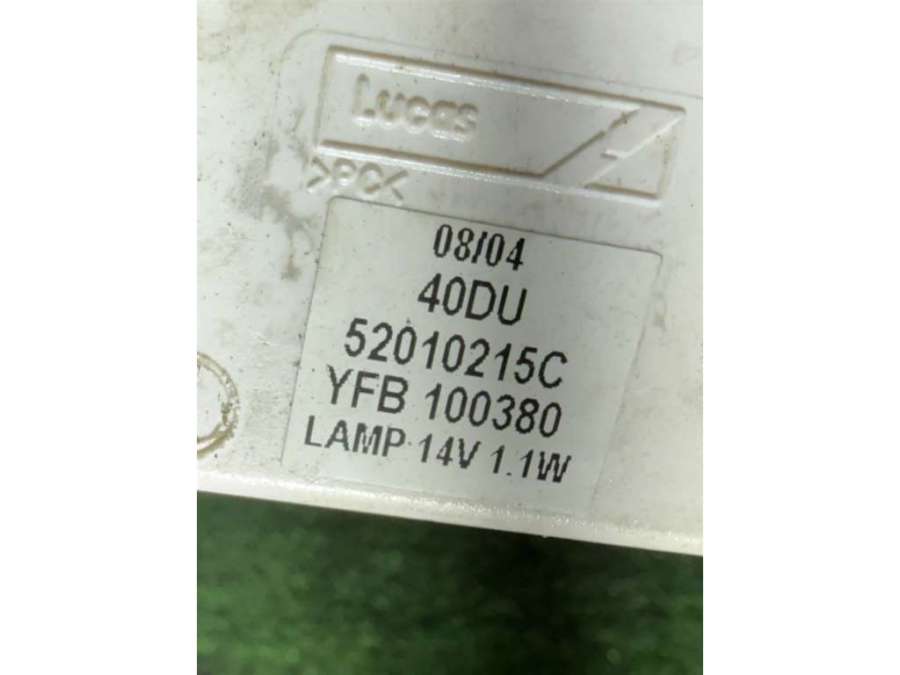 Lucas
>PC<
08/04
40DU
52010215C
YFB 100380
LAMP 14V 1.1W